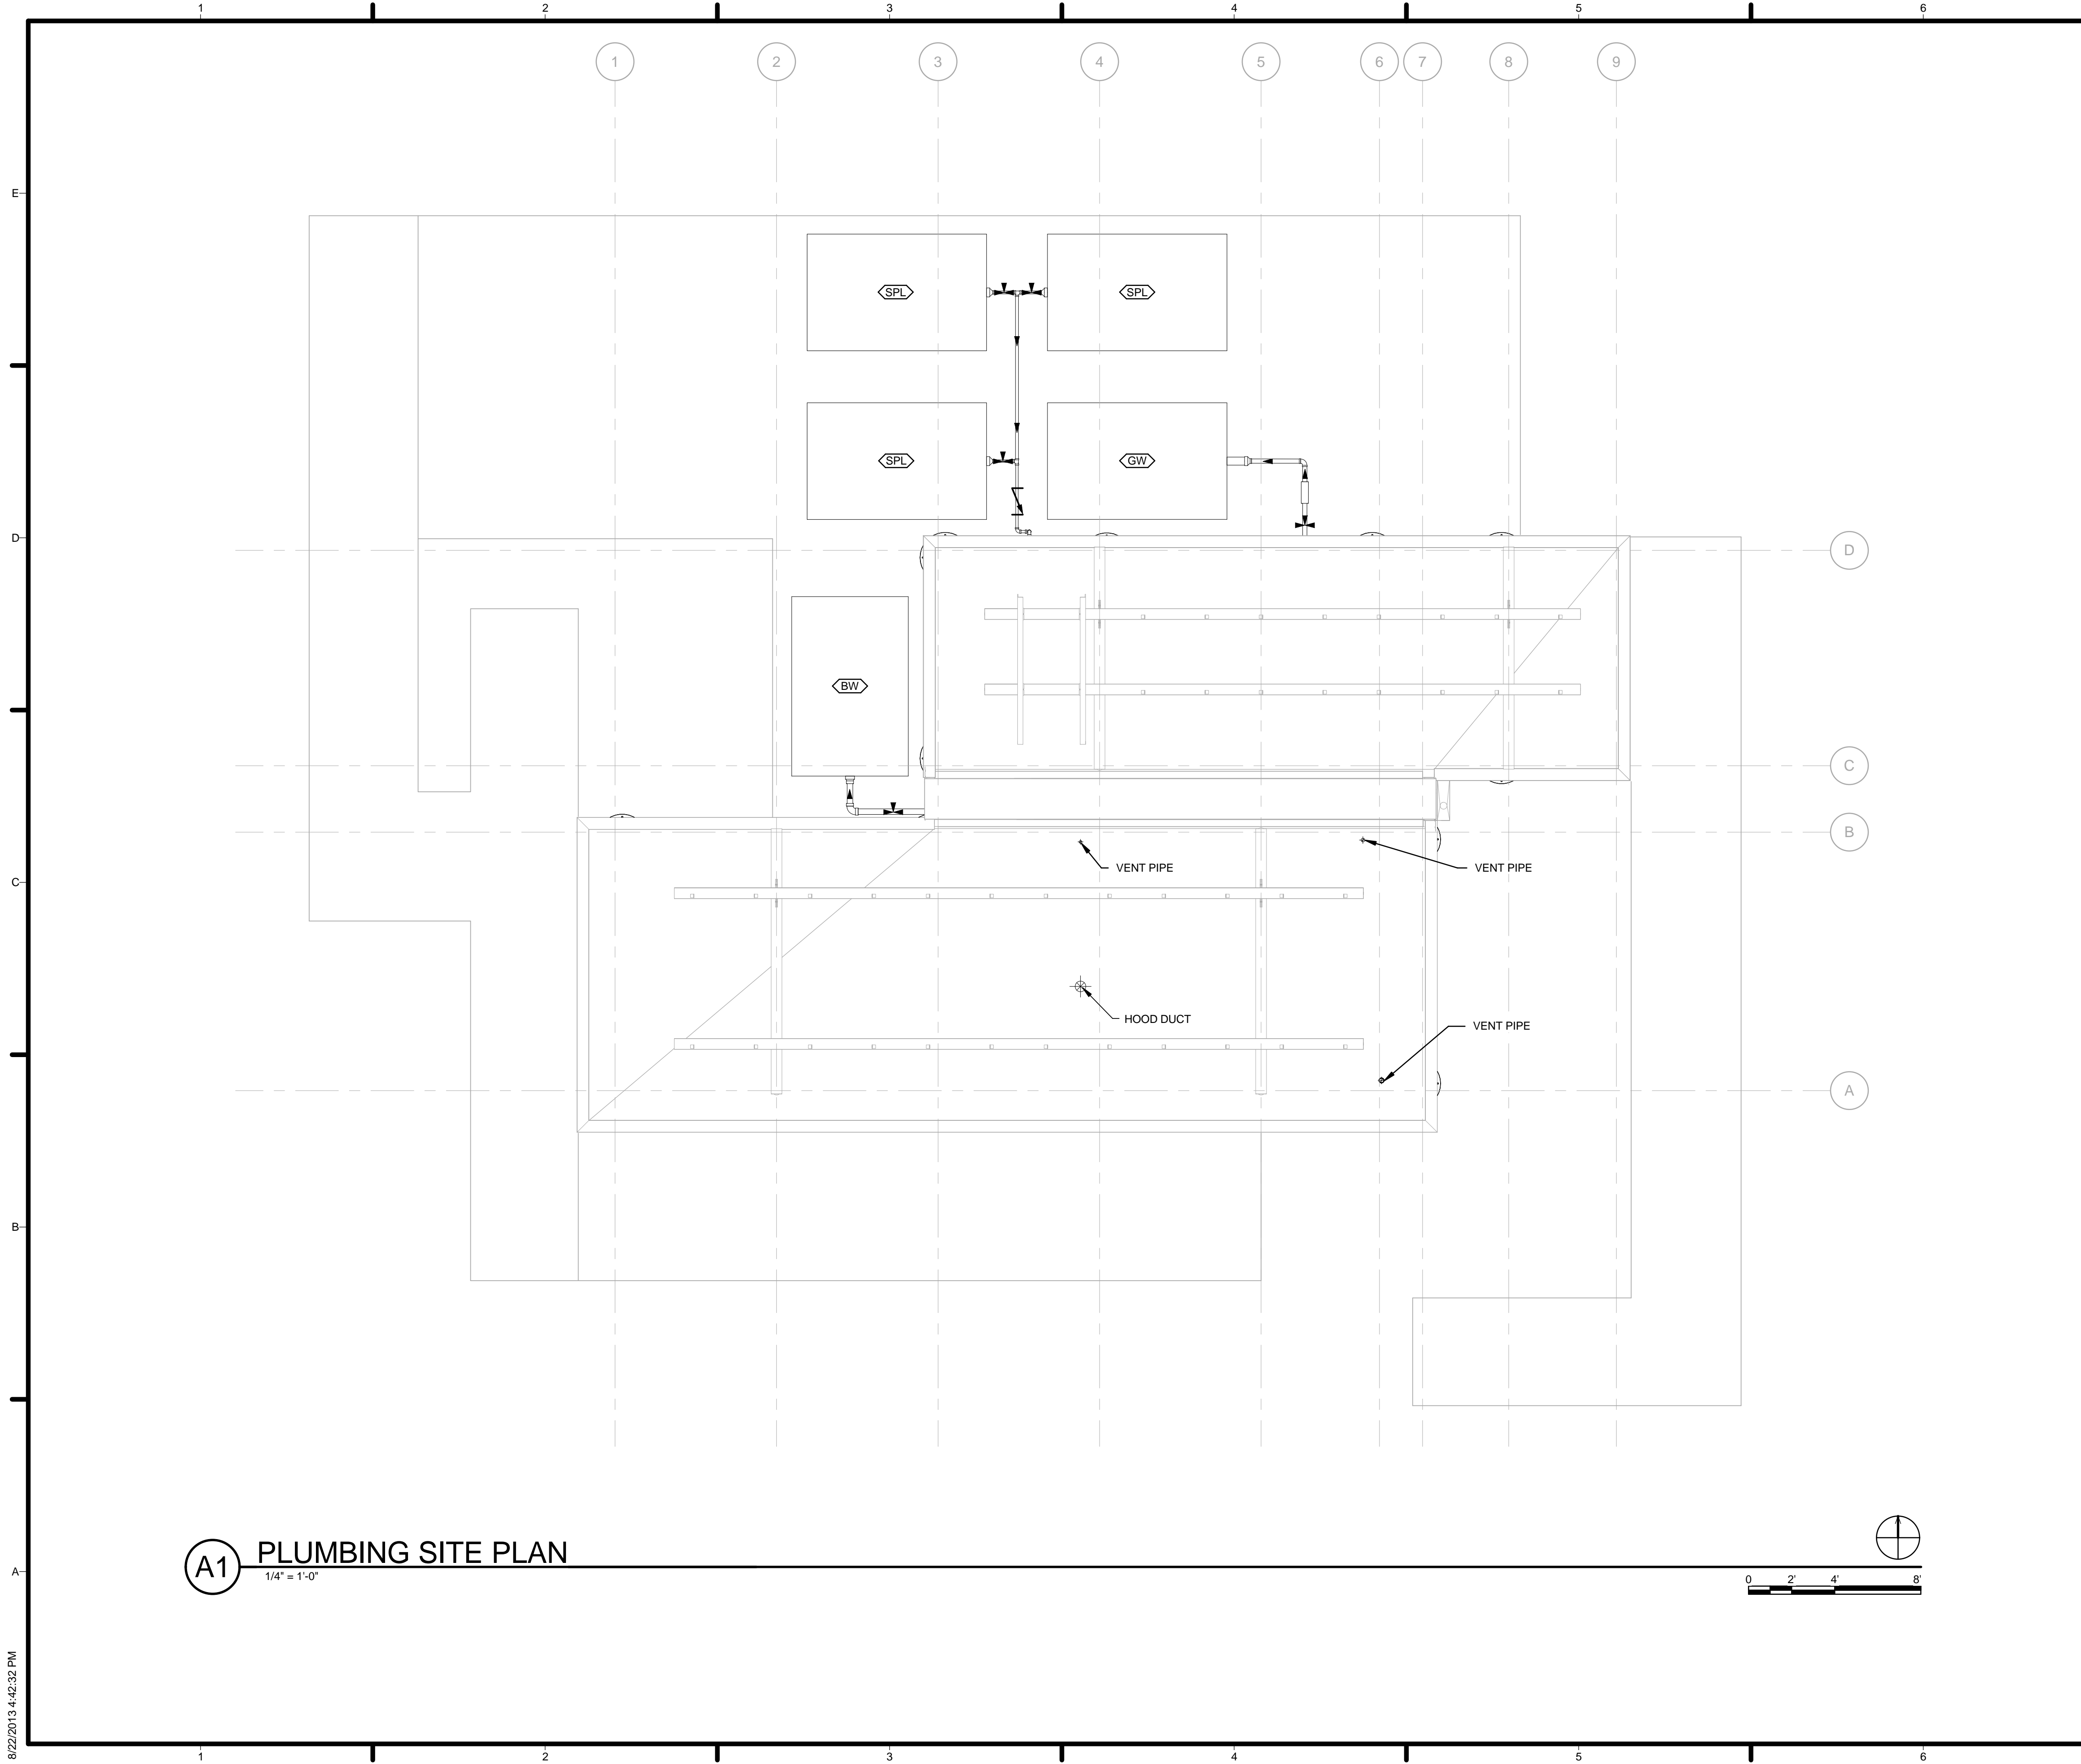 1 2 3 4 5 6
1 2 3 4 5 6 7 8 9
E
SPL SPL
SPL GW
D
D
BW
C
B
VENT PIPE VENT PIPE
C
HOOD DUCT
VENT PIPE
A
B
A1 PLUMBING SITE PLAN
1/4" = 1'-0"
A
0 2' 4' 8'
8/22/2013 4:42:32 PM
1 2 3 4 5 6